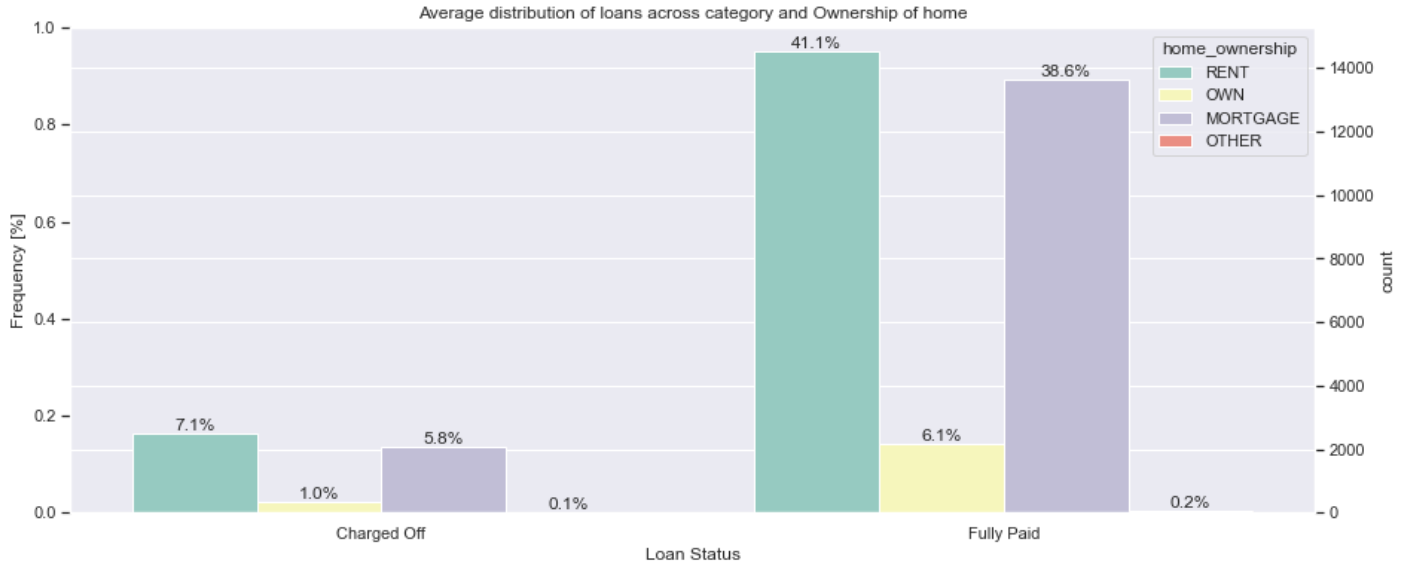 Average distribution of loans across category and Ownership of home
1.0
0.8
0.6
0.4
0.2
0.0
Frequency [%]
7.1%
1.0%
5.8%
0.1%
41.1%
6.1%
38.6%
0.2%
home_ownership
RENT
OWN
MORTGAGE
OTHER
14000
12000
10000
8000
6000
4000
2000
0
count
Charged Off
Fully Paid
Loan Status